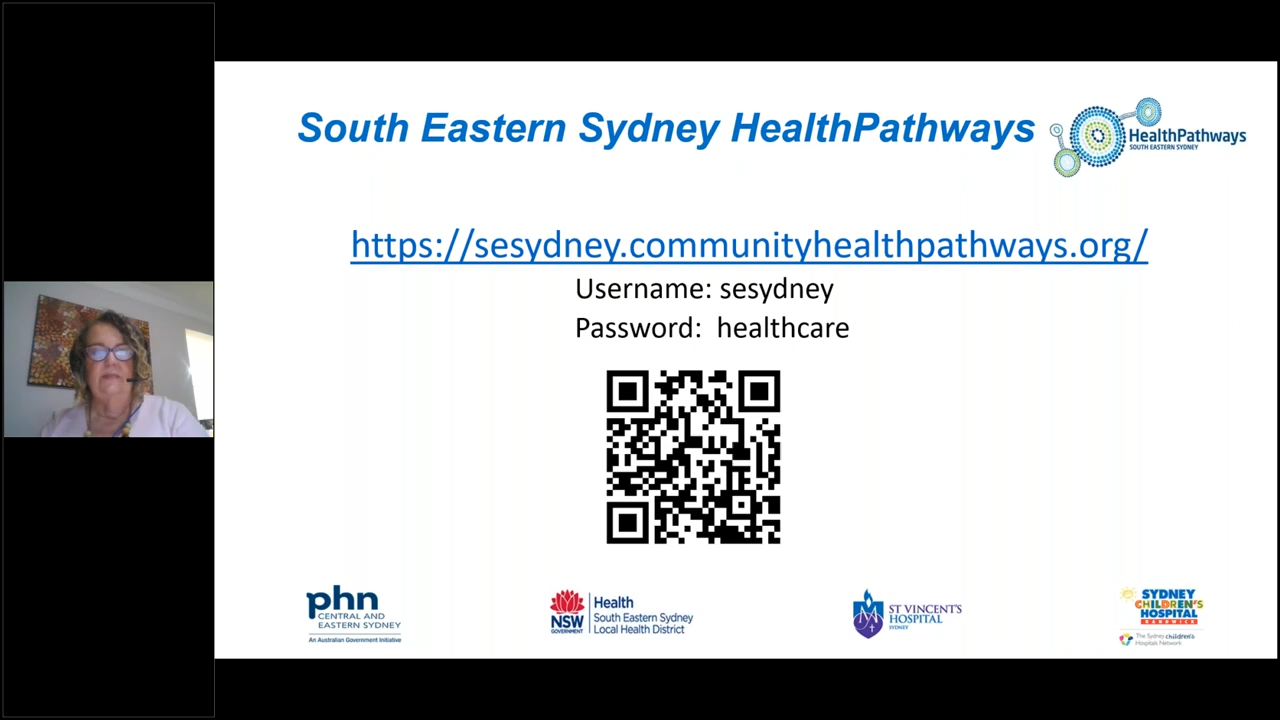 South Eastern Sydney HealthPathways
HealthPathways
SOUTH EASTERN SYDNEY
https://sesydney.communityhealthpathways.org/
Username: sesydney
Password: healthcare
phn
CENTRAL AND
EASTERN SYDNEY
An Australian Government Initiative
NSW
GOVERNMENT
Health
South Eastern Sydney
Local Health District
ST VINCENT'S
HOSPITAL
SYDNEY
SYDNEY
CHILDREN'S
HOSPITAL
RANDWICK
The Sydney children's
Hospitals Network